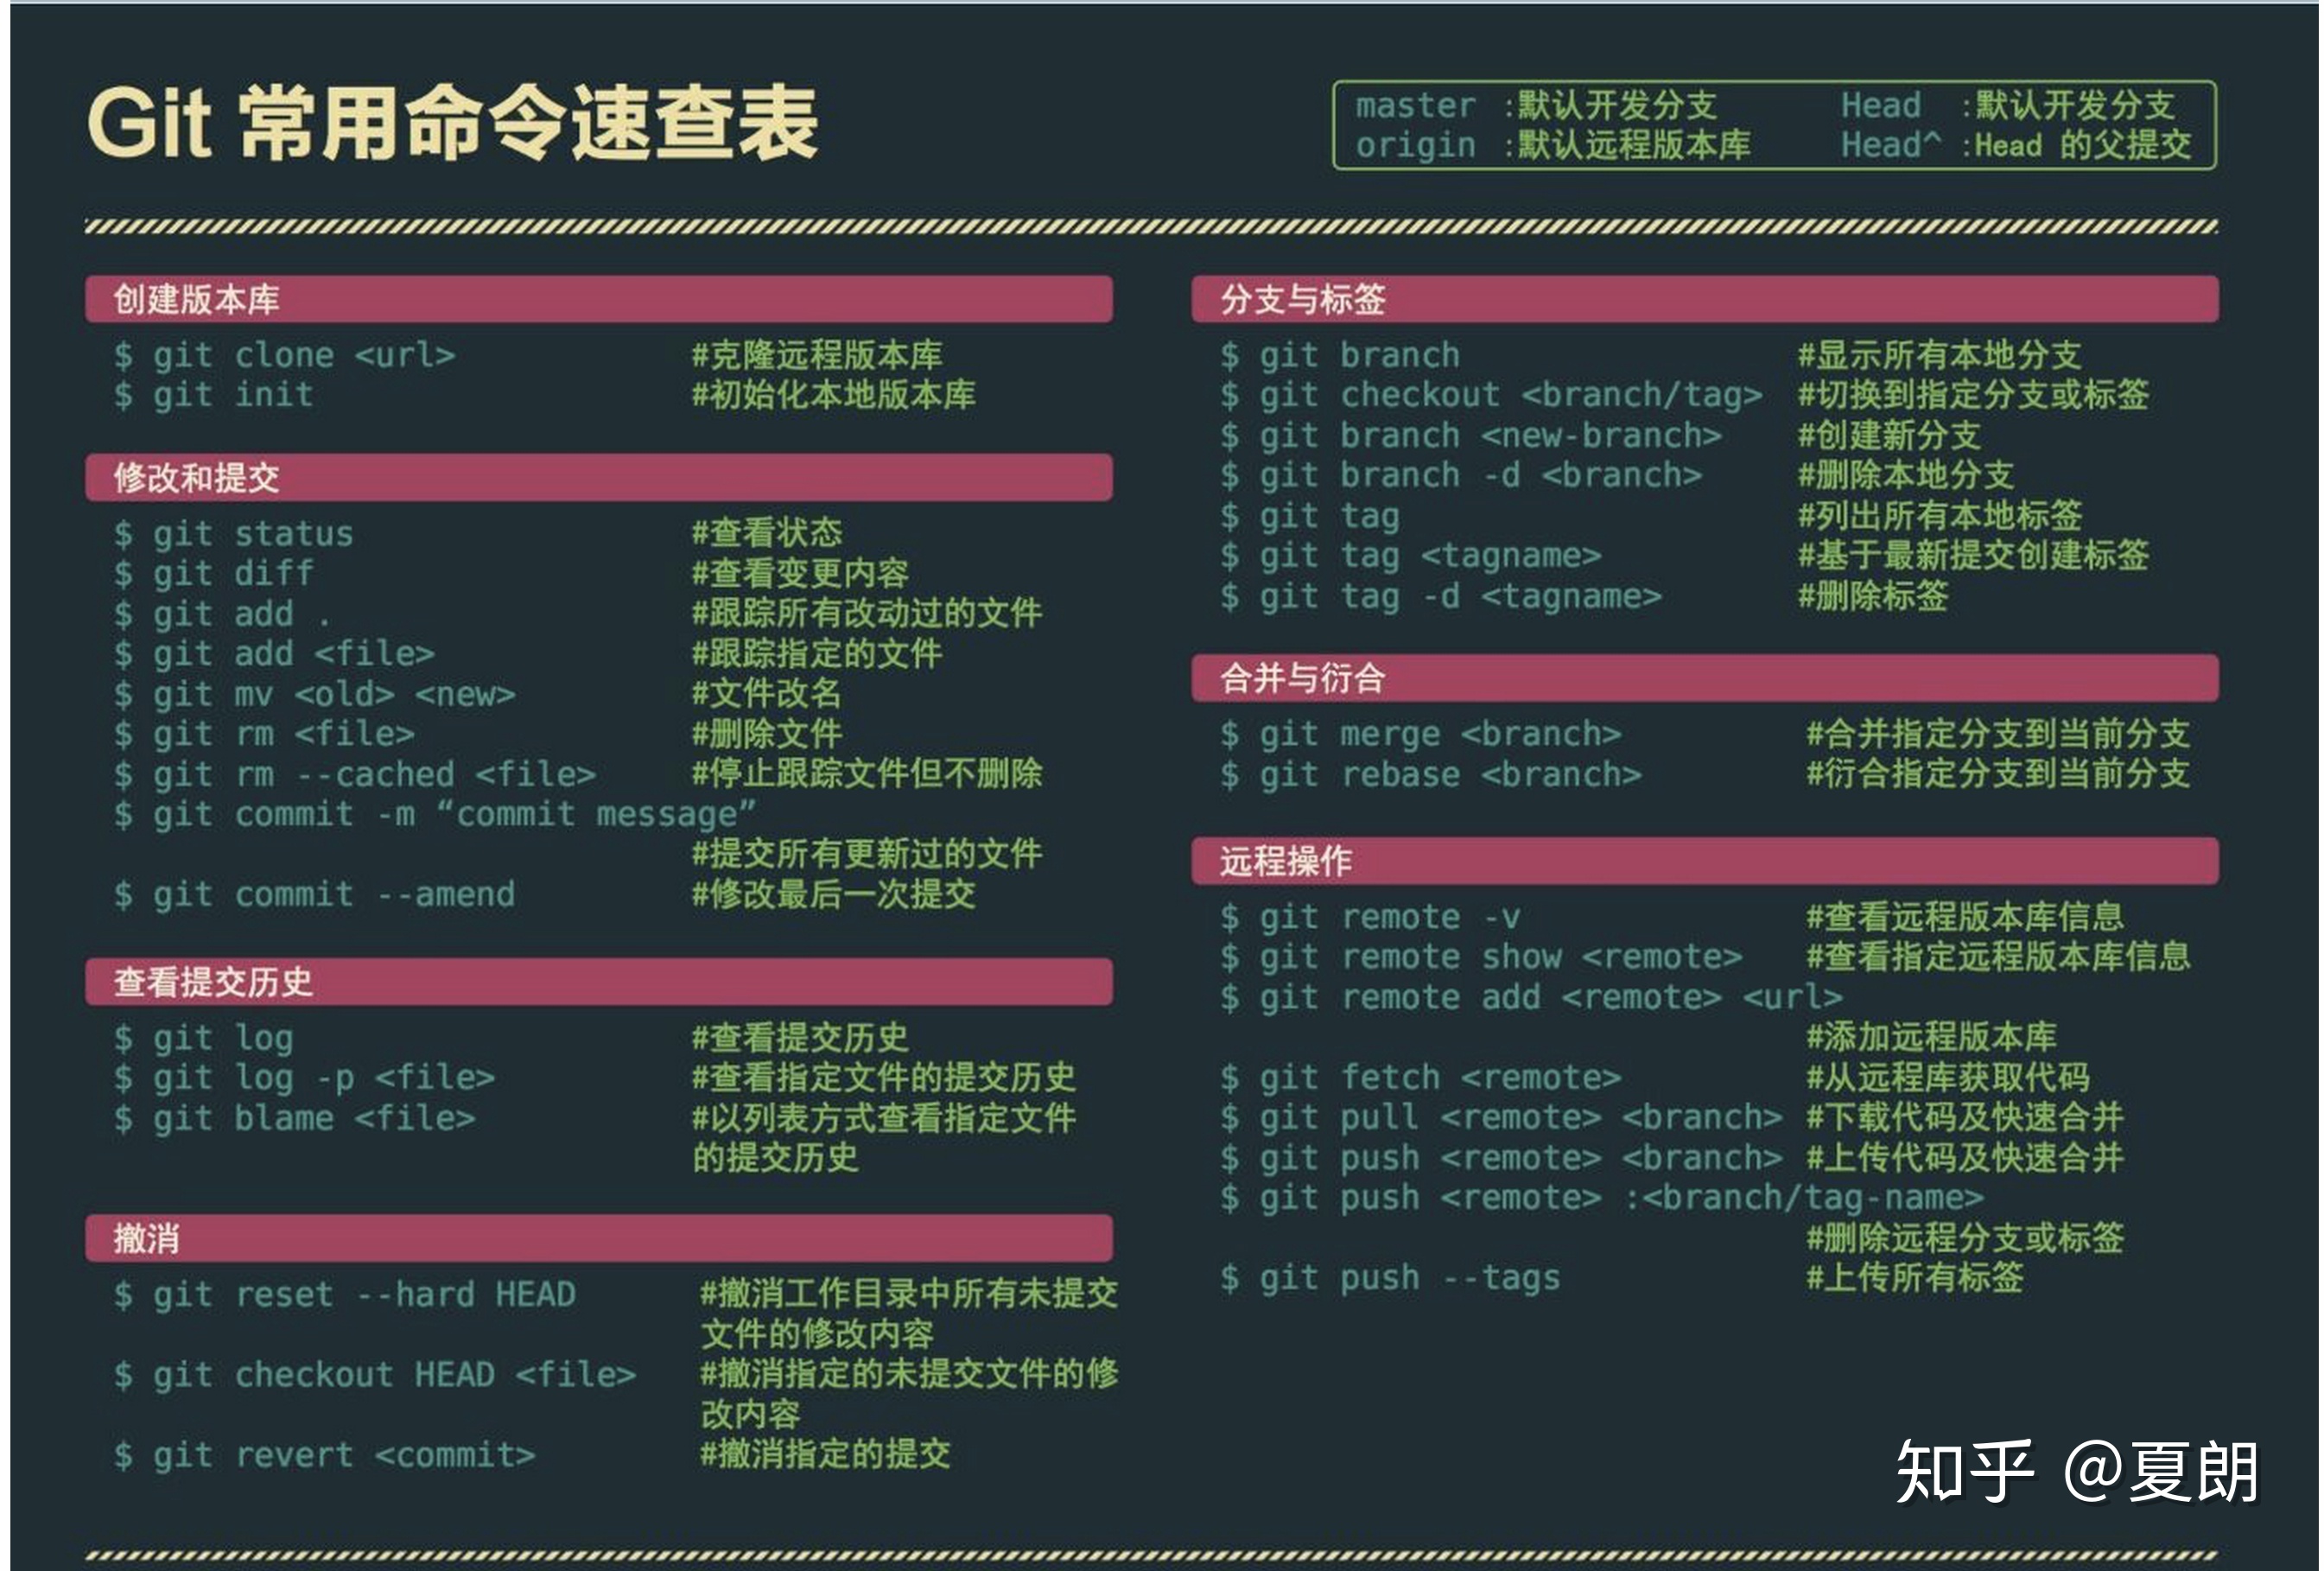 Git 常用命令速查表
master :默认开发分支 Head :默认开发分支
origin :默认远程版本库 Head^ :Head 的父提交
创建版本库
$ git clone <url> #克隆远程版本库
$ git init #初始化本地版本库
修改和提交
$ git status #查看状态
$ git diff #查看变更内容
$ git add . #跟踪所有改动过的文件
$ git add <file> #跟踪指定的文件
$ git mv <old> <new> #文件改名
$ git rm <file> #删除文件
$ git rm --cached <file> #停止跟踪文件但不删除
$ git commit -m “commit message”
#提交所有更新过的文件
$ git commit --amend #修改最后一次提交
查看提交历史
$ git log #查看提交历史
$ git log -p <file> #查看指定文件的提交历史
$ git blame <file> #以列表方式查看指定文件
的提交历史
撤消
$ git reset --hard HEAD #撤消工作目录中所有未提交
文件的修改内容
$ git checkout HEAD <file> #撤消指定的未提交文件的修
改内容
$ git revert <commit> #撤消指定的提交
分支与标签
$ git branch #显示所有本地分支
$ git checkout <branch/tag> #切换到指定分支或标签
$ git branch <new-branch> #创建新分支
$ git branch -d <branch> #删除本地分支
$ git tag #列出所有本地标签
$ git tag <tagname> #基于最新提交创建标签
$ git tag -d <tagname> #删除标签
合并与衍合
$ git merge <branch> #合并指定分支到当前分支
$ git rebase <branch> #衍合指定分支到当前分支
远程操作
$ git remote -v #查看远程版本库信息
$ git remote show <remote> #查看指定远程版本库信息
$ git remote add <remote> <url>
#添加远程版本库
$ git fetch <remote> #从远程库获取代码
$ git pull <remote> <branch> #下载代码及快速合并
$ git push <remote> <branch> #上传代码及快速合并
$ git push <remote> :<branch/tag-name>
#删除远程分支或标签
$ git push --tags #上传所有标签
知乎 @夏朗